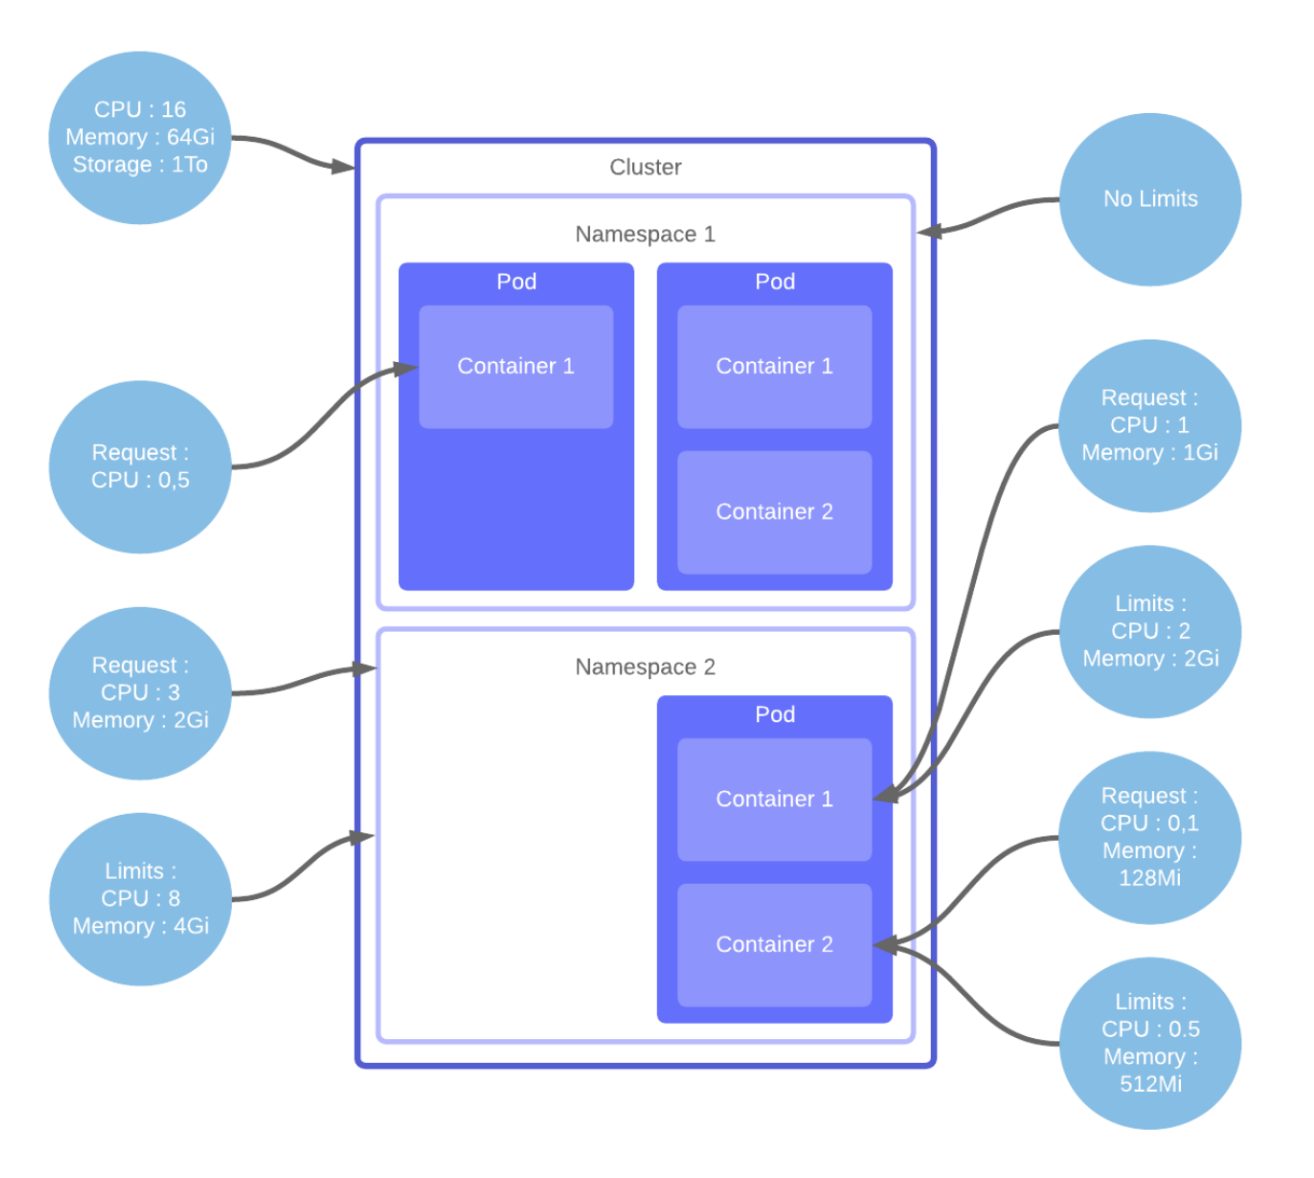 CPU : 16
Memory : 64Gi
Storage : 1To
Request :
CPU : 0,5
Request :
CPU : 3
Memory : 2Gi
Limits :
CPU : 8
Memory : 4Gi
Cluster
Namespace 1
Pod
Container 1
Pod
Container 1
Container 2
Namespace 2
Pod
Container 1
Container 2
No Limits
Request :
CPU : 1
Memory : 1Gi
Limits :
CPU : 2
Memory : 2Gi
Request :
CPU : 0,1
Memory :
128Mi
Limits :
CPU : 0.5
Memory :
512Mi